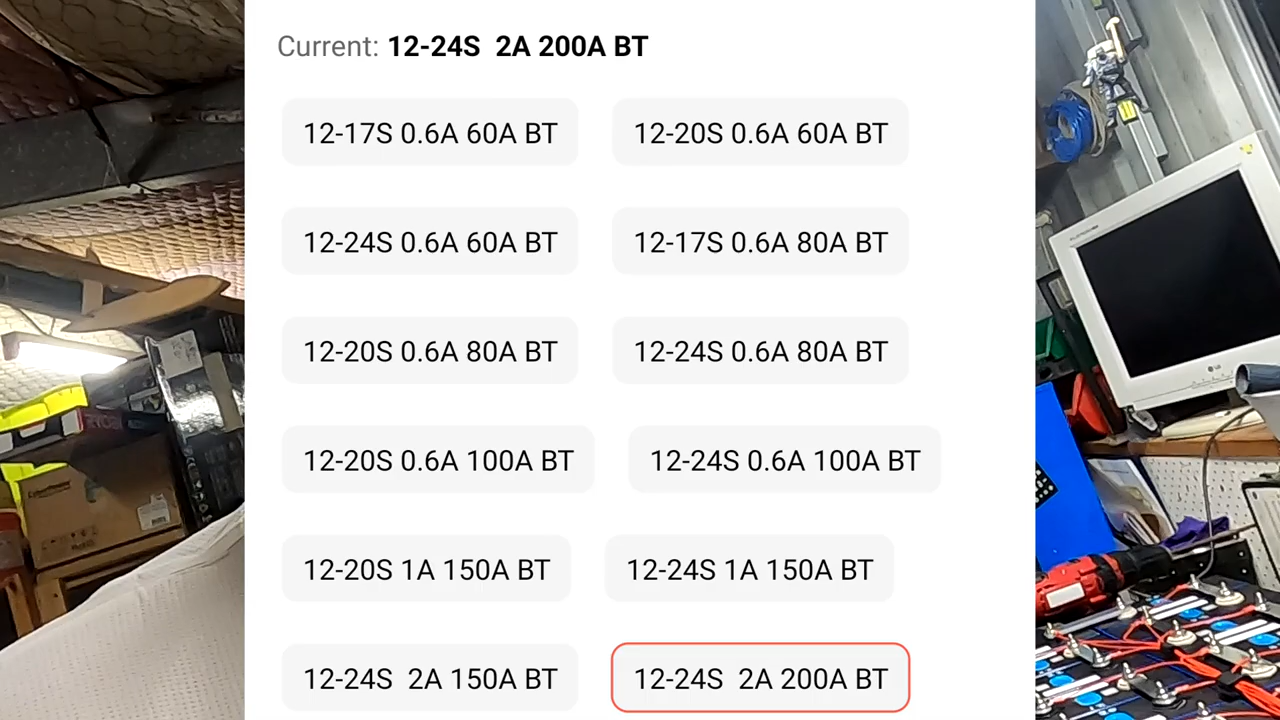 Current: 12-24S  2A 200A BT
12-17S 0.6A 60A BT
12-20S 0.6A 60A BT
12-24S 0.6A 60A BT
12-17S 0.6A 80A BT
12-20S 0.6A 80A BT
12-24S 0.6A 80A BT
12-20S 0.6A 100A BT
12-24S 0.6A 100A BT
12-20S 1A 150A BT
12-24S 1A 150A BT
12-24S  2A 150A BT
12-24S  2A 200A BT
LG